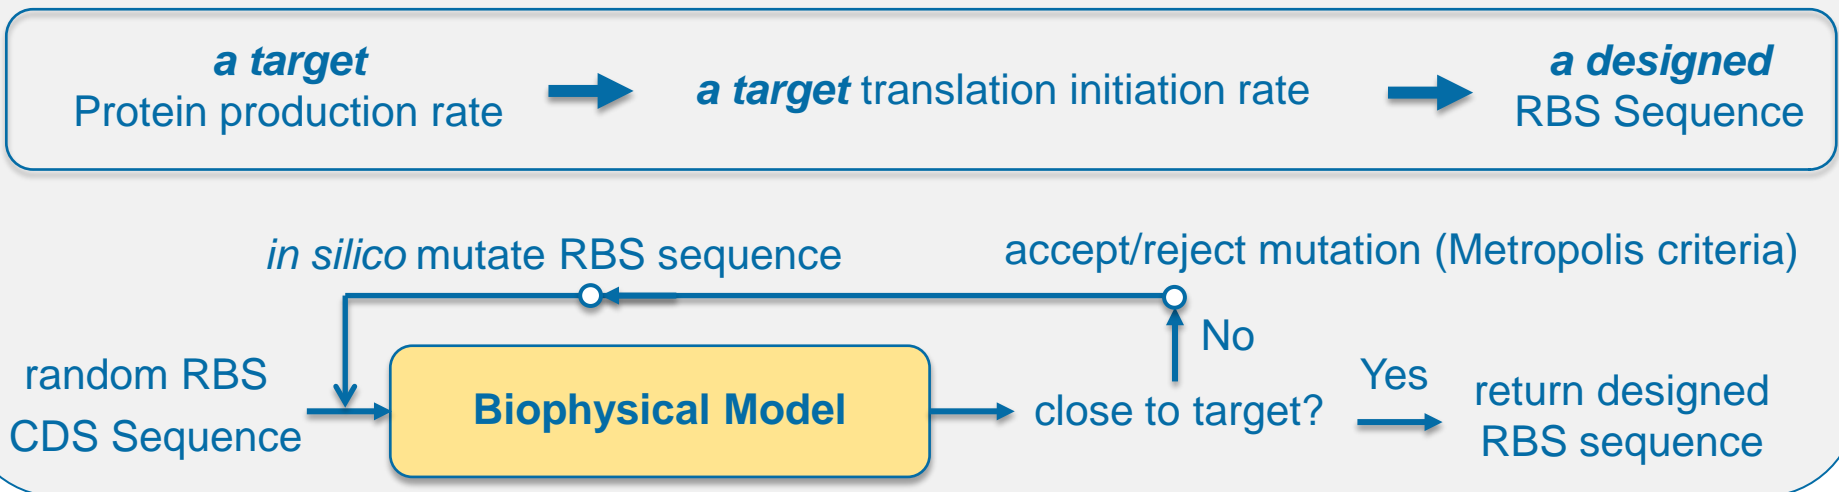 a target
Protein production rate
a target translation initiation rate
a designed
RBS Sequence
in silico mutate RBS sequence
accept/reject mutation (Metropolis criteria)
No
random RBS
CDS Sequence
Biophysical Model
close to target?
Yes
return designed
RBS sequence